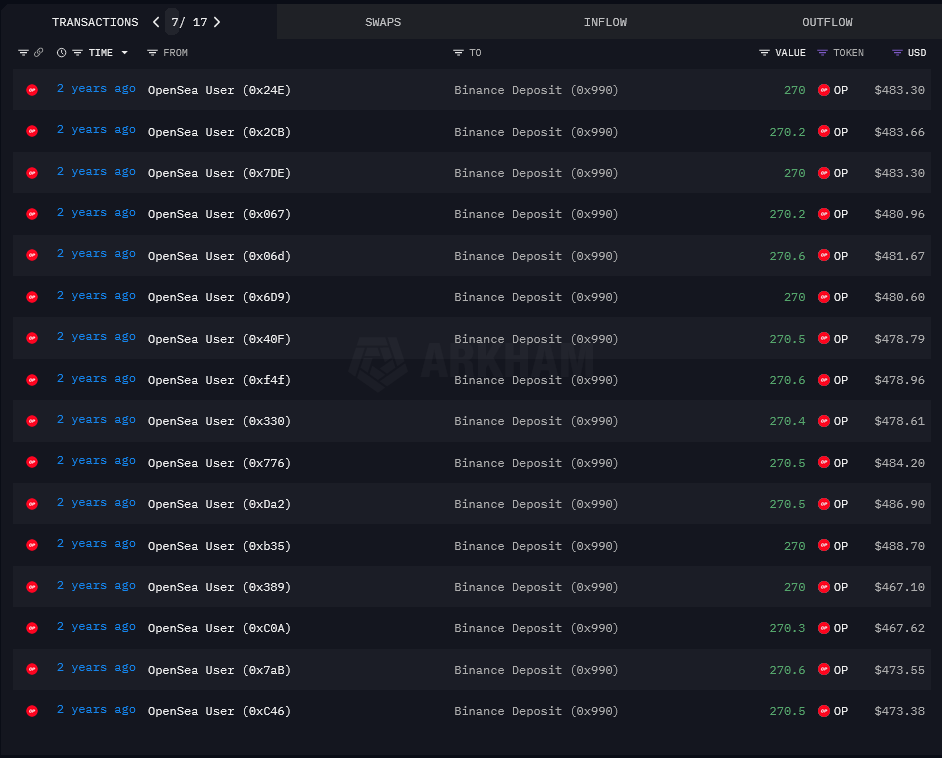 TRANSACTIONS < 7 / 17 > SWAPS INFLOW OUTFLOW
TIME FROM TO VALUE TOKEN USD
2 years ago OpenSea User (0x24E) Binance Deposit (0x990) 270 OP $483.30
2 years ago OpenSea User (0x2CB) Binance Deposit (0x990) 270.2 OP $483.66
2 years ago OpenSea User (0x7DE) Binance Deposit (0x990) 270 OP $483.30
2 years ago OpenSea User (0x067) Binance Deposit (0x990) 270.2 OP $480.96
2 years ago OpenSea User (0x06d) Binance Deposit (0x990) 270.6 OP $481.67
2 years ago OpenSea User (0x6D9) Binance Deposit (0x990) 270 OP $480.60
2 years ago OpenSea User (0x40F) Binance Deposit (0x990) 270.5 OP $478.79
ARKHAM
2 years ago OpenSea User (0xf4f) Binance Deposit (0x990) 270.6 OP $478.96
2 years ago OpenSea User (0x330) Binance Deposit (0x990) 270.4 OP $478.61
2 years ago OpenSea User (0x776) Binance Deposit (0x990) 270.5 OP $484.20
2 years ago OpenSea User (0xDa2) Binance Deposit (0x990) 270.5 OP $486.90
2 years ago OpenSea User (0xb35) Binance Deposit (0x990) 270 OP $488.70
2 years ago OpenSea User (0x389) Binance Deposit (0x990) 270 OP $467.10
2 years ago OpenSea User (0xC0A) Binance Deposit (0x990) 270.3 OP $467.62
2 years ago OpenSea User (0x7aB) Binance Deposit (0x990) 270.6 OP $473.55
2 years ago OpenSea User (0xC46) Binance Deposit (0x990) 270.5 OP $473.38